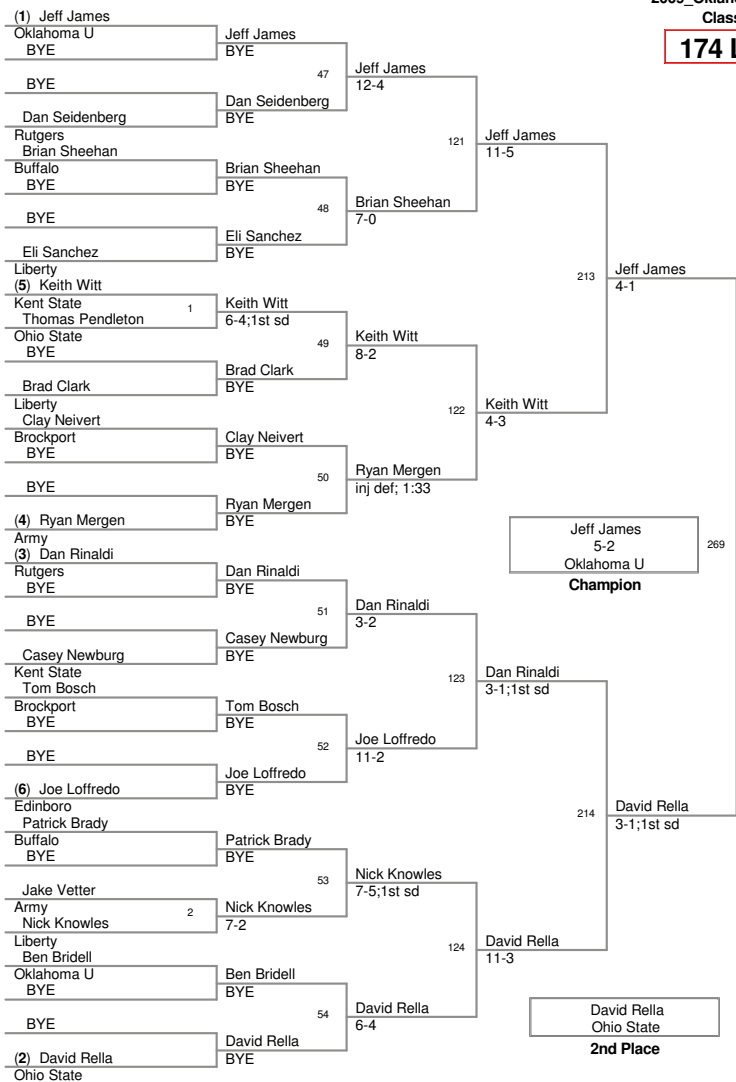 2009_Oklah
Class
174 L
(1) Jeff James
Oklahoma U
BYE
BYE
Dan Seidenberg
Rutgers
Brian Sheehan
Buffalo
BYE
BYE
Eli Sanchez
Liberty
(5) Keith Witt
Kent State
Thomas Pendleton
Ohio State
BYE
Brad Clark
Liberty
Clay Neivert
Brockport
BYE
BYE
(4) Ryan Mergen
Army
(3) Dan Rinaldi
Rutgers
BYE
BYE
Casey Newburg
Kent State
Tom Bosch
Brockport
BYE
BYE
(6) Joe Loffredo
Edinboro
Patrick Brady
Buffalo
BYE
Jake Vetter
Army
Nick Knowles
Liberty
Ben Bridell
Oklahoma U
BYE
BYE
(2) David Rella
Ohio State
1
2
Jeff James
BYE
Dan Seidenberg
BYE
Brian Sheehan
BYE
Eli Sanchez
BYE
Keith Witt
6-4;1st sd
Brad Clark
BYE
Clay Neivert
BYE
Ryan Mergen
BYE
Dan Rinaldi
BYE
Casey Newburg
BYE
Tom Bosch
BYE
Joe Loffredo
BYE
Patrick Brady
BYE
Nick Knowles
7-2
Ben Bridell
BYE
David Rella
BYE
47
48
49
50
51
52
53
54
Jeff James
12-4
Brian Sheehan
7-0
Keith Witt
8-2
Ryan Mergen
inj def; 1:33
Dan Rinaldi
3-2
Joe Loffredo
11-2
Nick Knowles
7-5;1st sd
David Rella
6-4
121
122
123
124
Jeff James
11-5
Keith Witt
4-3
Dan Rinaldi
3-1;1st sd
David Rella
11-3
213
214
Jeff James
4-1
David Rella
3-1;1st sd
Jeff James
5-2
Oklahoma U
Champion
269
David Rella
Ohio State
2nd Place